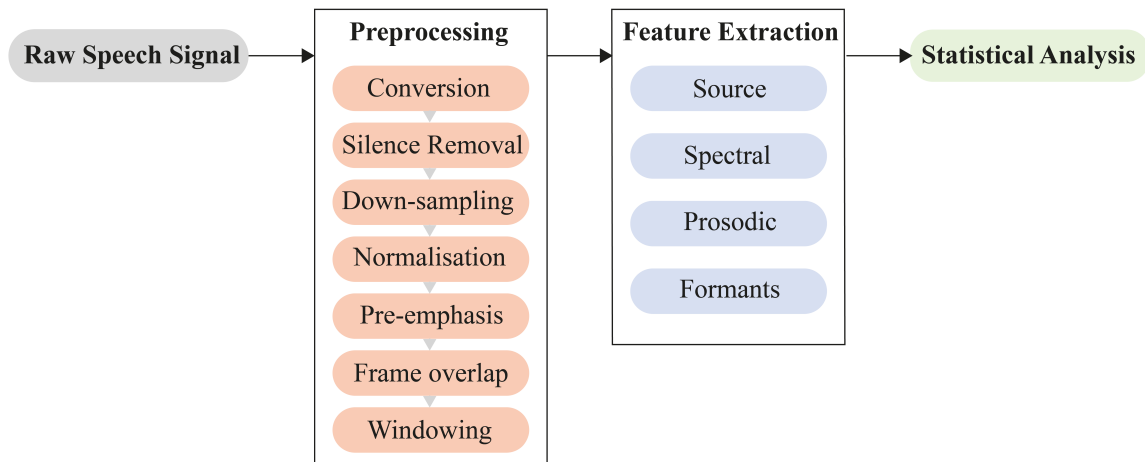 Raw Speech Signal
Preprocessing
Conversion
Silence Removal
Down-sampling
Normalisation
Pre-emphasis
Frame overlap
Windowing
Feature Extraction
Source
Spectral
Prosodic
Formants
Statistical Analysis